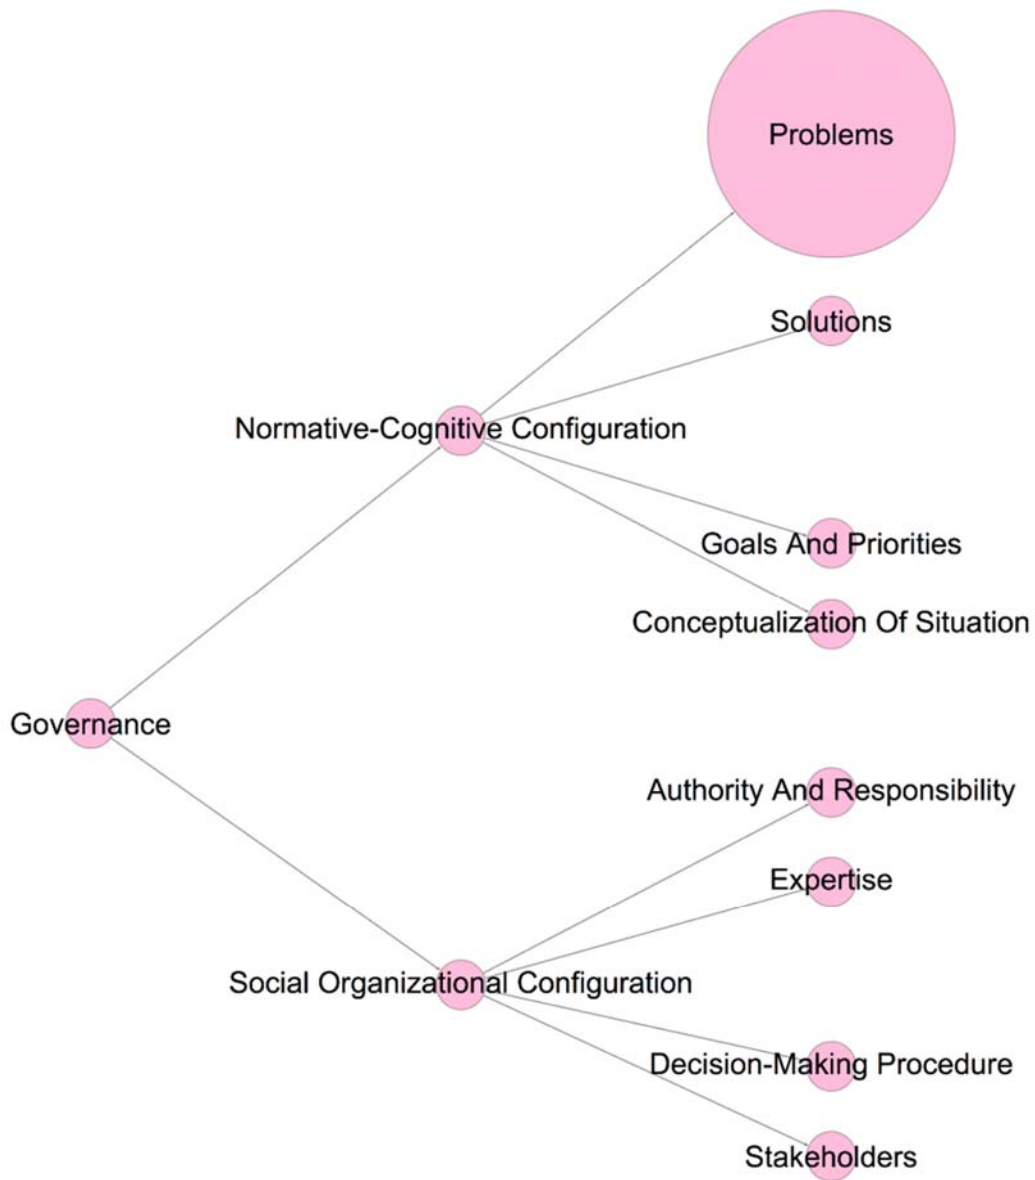 Problems
Solutions
Normative-Cognitive Configuration
Goals And Priorities
Conceptualization Of Situation
Governance
Authority And Responsibility
Expertise
Social Organizational Configuration
Decision-Making Procedure
Stakeholders